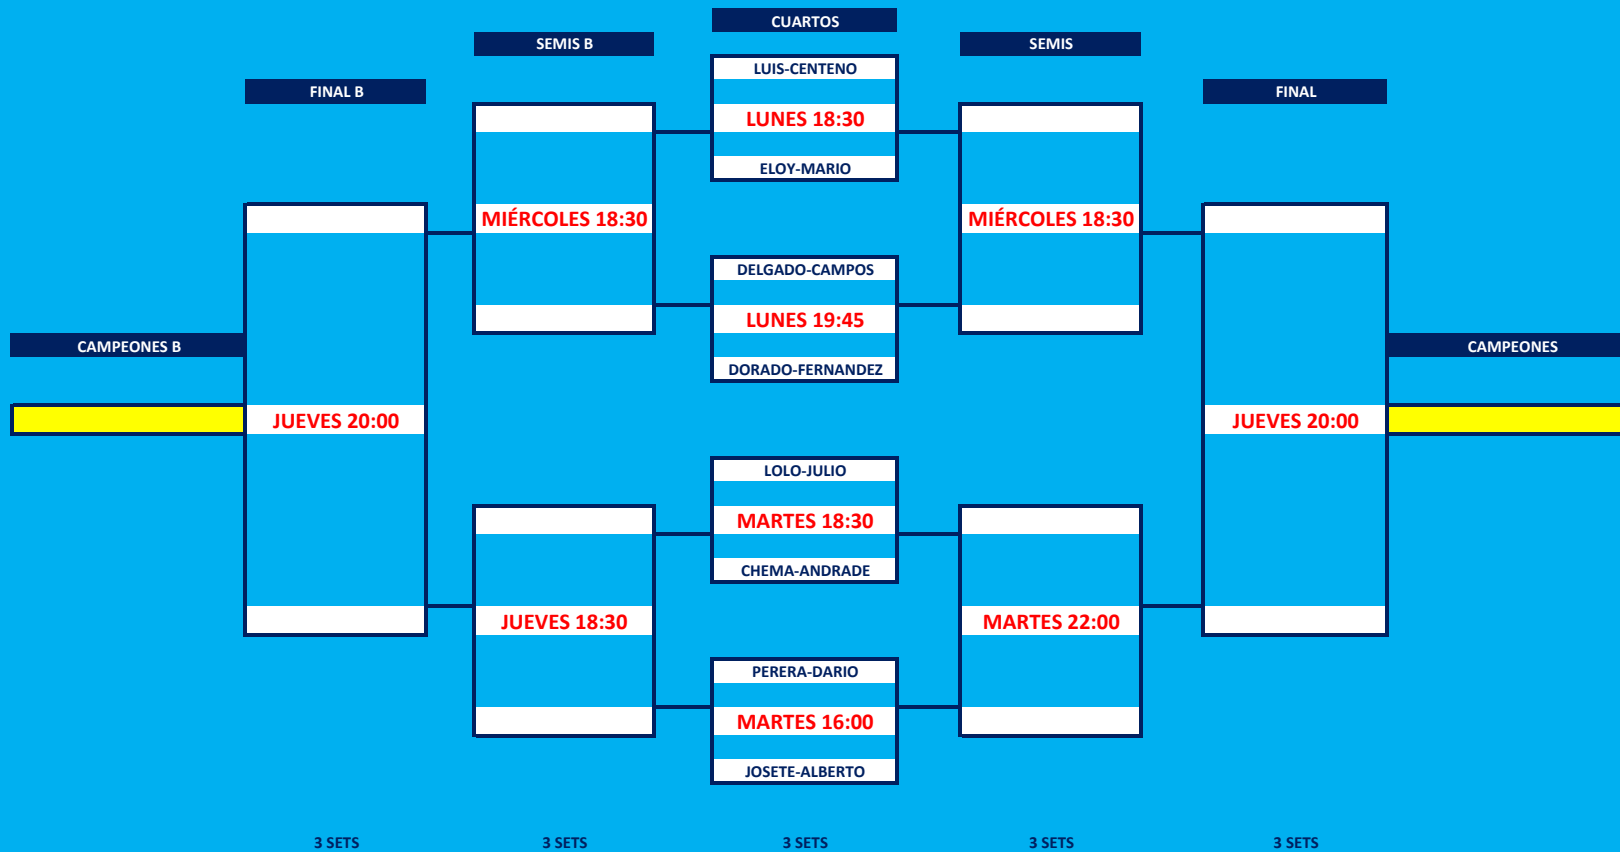 CUARTOS
SEMIS B
SEMIS
LUIS-CENTENO
FINAL B
FINAL
LUNES 18:30
ELOY-MARIO
MIÉRCOLES 18:30
MIÉRCOLES 18:30
DELGADO-CAMPOS
LUNES 19:45
CAMPEONES B
CAMPEONES
DORADO-FERNANDEZ
JUEVES 20:00
JUEVES 20:00
LOLO-JULIO
MARTES 18:30
CHEMA-ANDRADE
JUEVES 18:30
MARTES 22:00
PERERA-DARIO
MARTES 16:00
JOSETE-ALBERTO
3 SETS
3 SETS
3 SETS
3 SETS
3 SETS